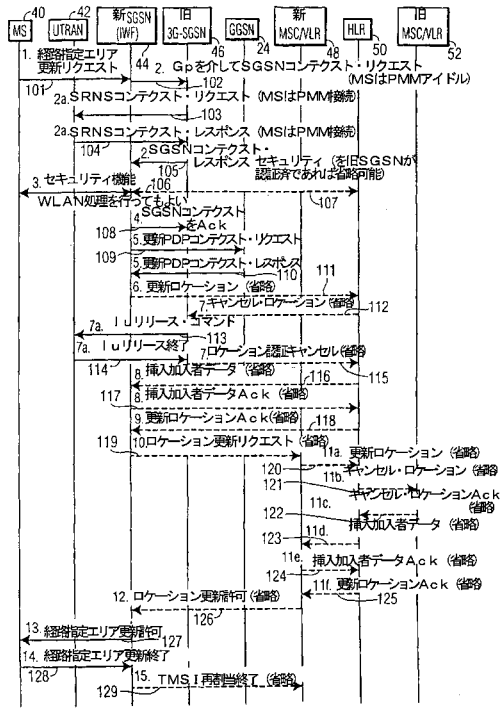 40
42
新SGSN
(IWF)
旧
3G-SGSN
新
MSC/VLR
旧
MSC/VLR
MS
UTRAN
GGSN
HLR
44
46
24
48
50
52
1. 経路指定エリア
更新リクエスト
101
2. Gpを介してSGSNコンテクスト・リクエスト
102
(MSはPMMアイドル)
2a.SRNSコンテクスト・リクエスト (MSはPMM接続)
103
2a.SRNSコンテクスト・レスポンス (MSはPMM接続)
104
2.SGSNコンテクスト・
レスポンス
105
セキュリティ (を旧SGSNが
認証済であれば省略可能)
3. セキュリティ機能
106
107
WLAN処理を行ってもよい
4. SGSNコンテクスト
をAck
108
5.更新PDPコンテクスト・リクエスト
109
5.更新PDPコンテクスト・レスポンス
110
6. 更新ロケーション (省略)
111
7.キャンセル・ロケーション(省略)
112
7a. Iuリリース・コマンド
113
7a. Iuリリース終了
114
7.ロケーション認証キャンセル(省略)
115
8. 挿入加入者データ (省略)
116
8. 挿入加入者データAck (省略)
117
9. 更新ロケーションAck(省略)
118
10.ロケーション更新リクエスト (省略)
119
11a. 更新ロケーション (省略)
120
キャンセル・ロケーション (省略)
11b.
121
キャンセル・ロケーションAck
(省略)
11c.
122
挿入加入者データ (省略)
11d.
123
11e. 挿入加入者データAck (省略)
124
11f. 更新ロケーションAck (省略)
125
12. ロケーション更新許可 (省略)
126
13. 経路指定エリア更新許可
127
14. 経路指定エリア更新終了
128
15. TMSI再割当終了 (省略)
129